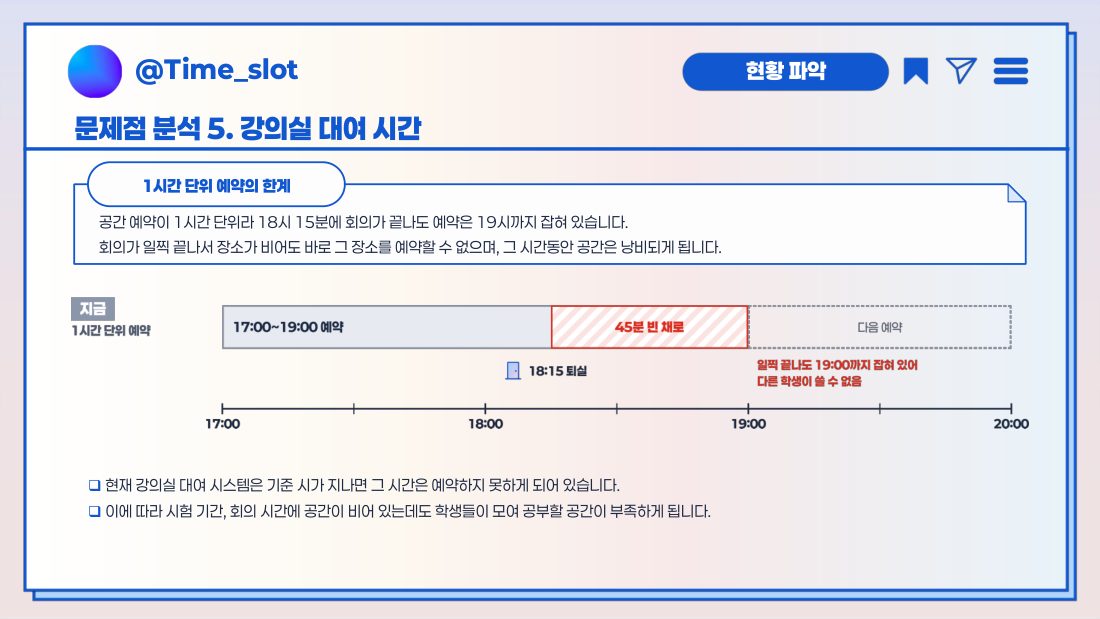 @Time_slot
현황 파악
문제점 분석 5. 강의실 대여 시간
1시간 단위 예약의 한계
공간 예약이 1시간 단위라 18시 15분에 회의가 끝나도 예약은 19시까지 잡혀 있습니다.
회의가 일찍 끝나서 장소가 비어도 바로 그 장소를 예약할 수 없으며, 그 시간동안 공간은 낭비되게 됩니다.
지금
1시간 단위 예약
17:00~19:00 예약
45분 빈 채로
다음 예약
18:15 퇴실
일찍 끝나도 19:00까지 잡혀 있어
다른 학생이 쓸 수 없음
17:00
18:00
19:00
20:00
❏ 현재 강의실 대여 시스템은 기준 시가 지나면 그 시간은 예약하지 못하게 되어 있습니다.
❏ 이에 따라 시험 기간, 회의 시간에 공간이 비어 있는데도 학생들이 모여 공부할 공간이 부족하게 됩니다.